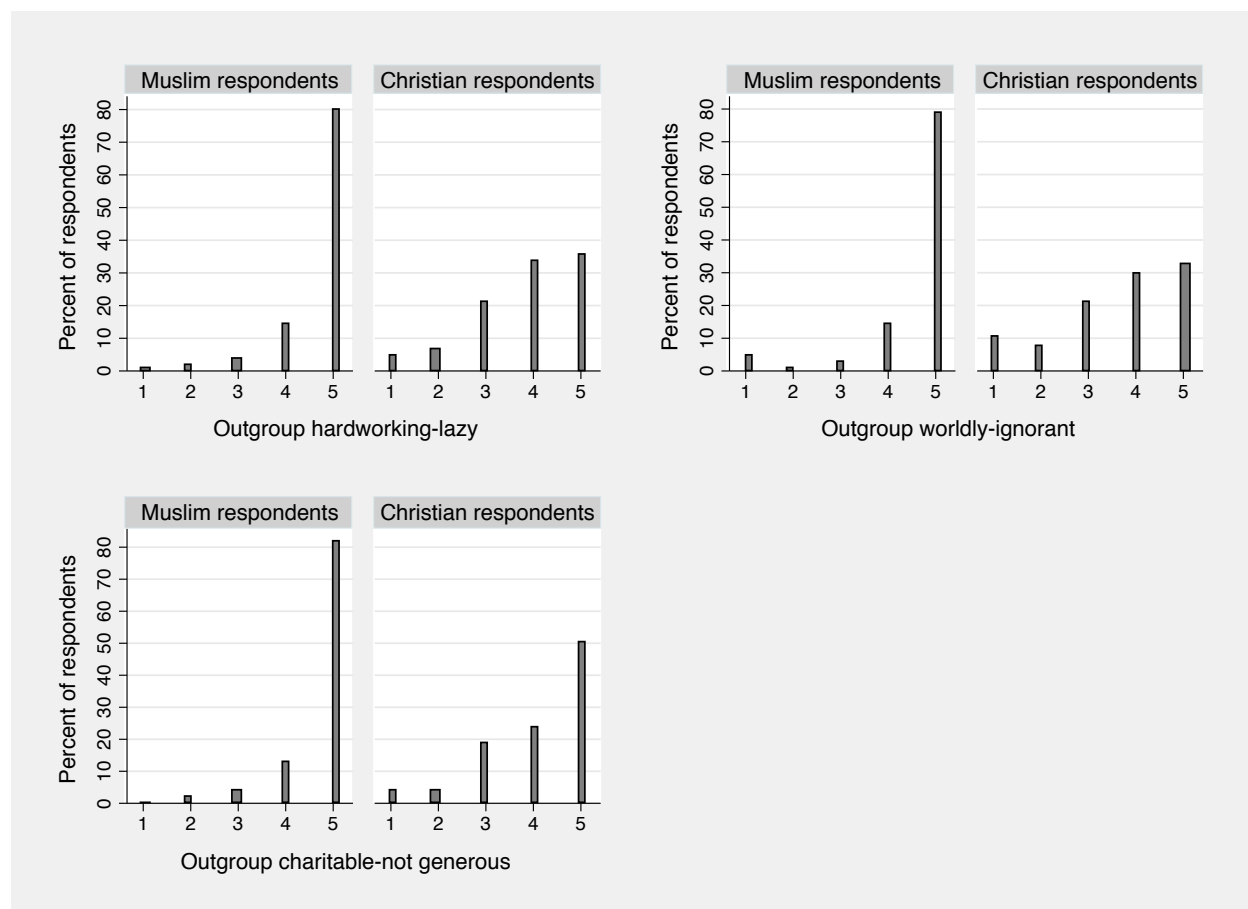 Muslim respondents
Christian respondents
Percent of respondents
0 10 20 30 40 50 60 70 80
1 2 3 4 5
1 2 3 4 5
Outgroup hardworking-lazy
Muslim respondents
Christian respondents
Percent of respondents
0 10 20 30 40 50 60 70 80
1 2 3 4 5
1 2 3 4 5
Outgroup worldly-ignorant
Muslim respondents
Christian respondents
Percent of respondents
0 10 20 30 40 50 60 70 80
1 2 3 4 5
1 2 3 4 5
Outgroup charitable-not generous